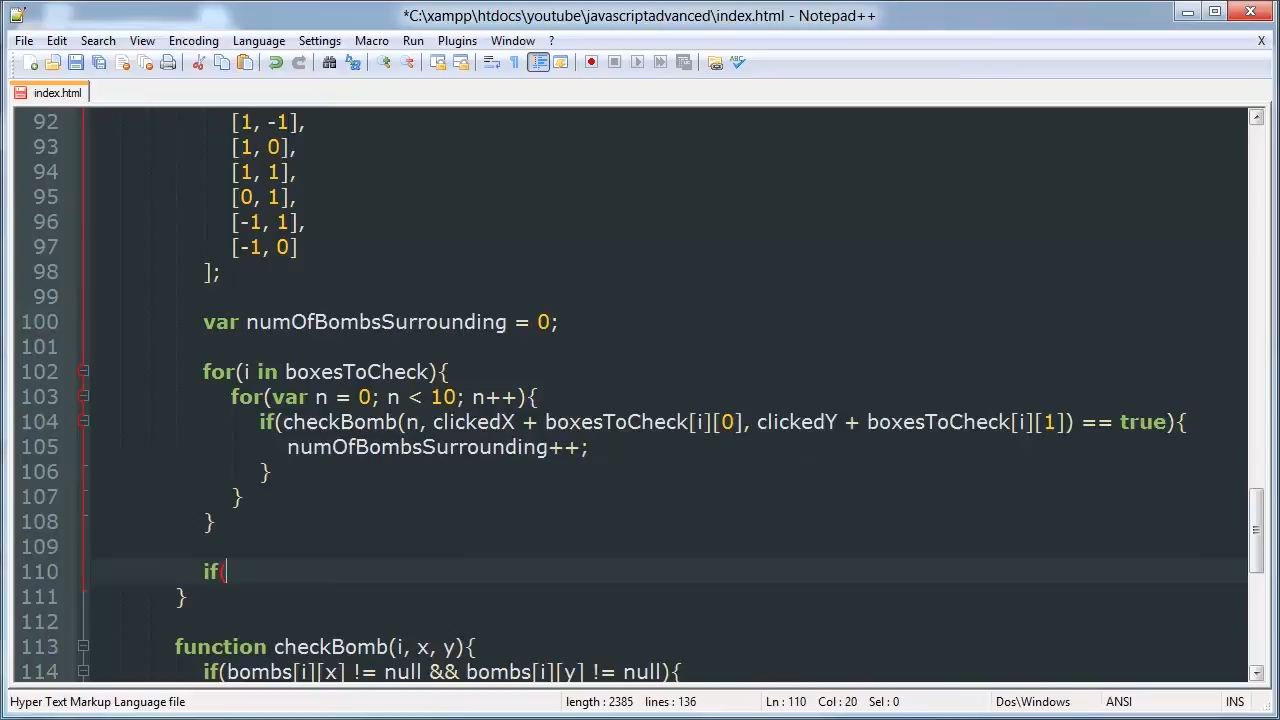 *C:\xampp\htdocs\youtube\javascriptadvanced\index.html - Notepad++
File Edit Search View Encoding Language Settings Macro Run Plugins Window ? X
index.html
92 [1, -1],
93 [1, 0],
94 [1, 1],
95 [0, 1],
96 [-1, 1],
97 [-1, 0]
98 ];
99
100 var numOfBombsSurrounding = 0;
101
102 for(i in boxesToCheck){
103 for(var n = 0; n < 10; n++){
104 if(checkBomb(n, clickedX + boxesToCheck[i][0], clickedY + boxesToCheck[i][1]) == true){
105 numOfBombsSurrounding++;
106 }
107 }
108 }
109
110 if(
111 }
112
113 function checkBomb(i, x, y){
114 if(bombs[i][x] != null && bombs[i][y] != null){
Hyper Text Markup Language file length : 2385 lines : 136 Ln : 110 Col : 20 Sel : 0 Dos\Windows ANSI INS